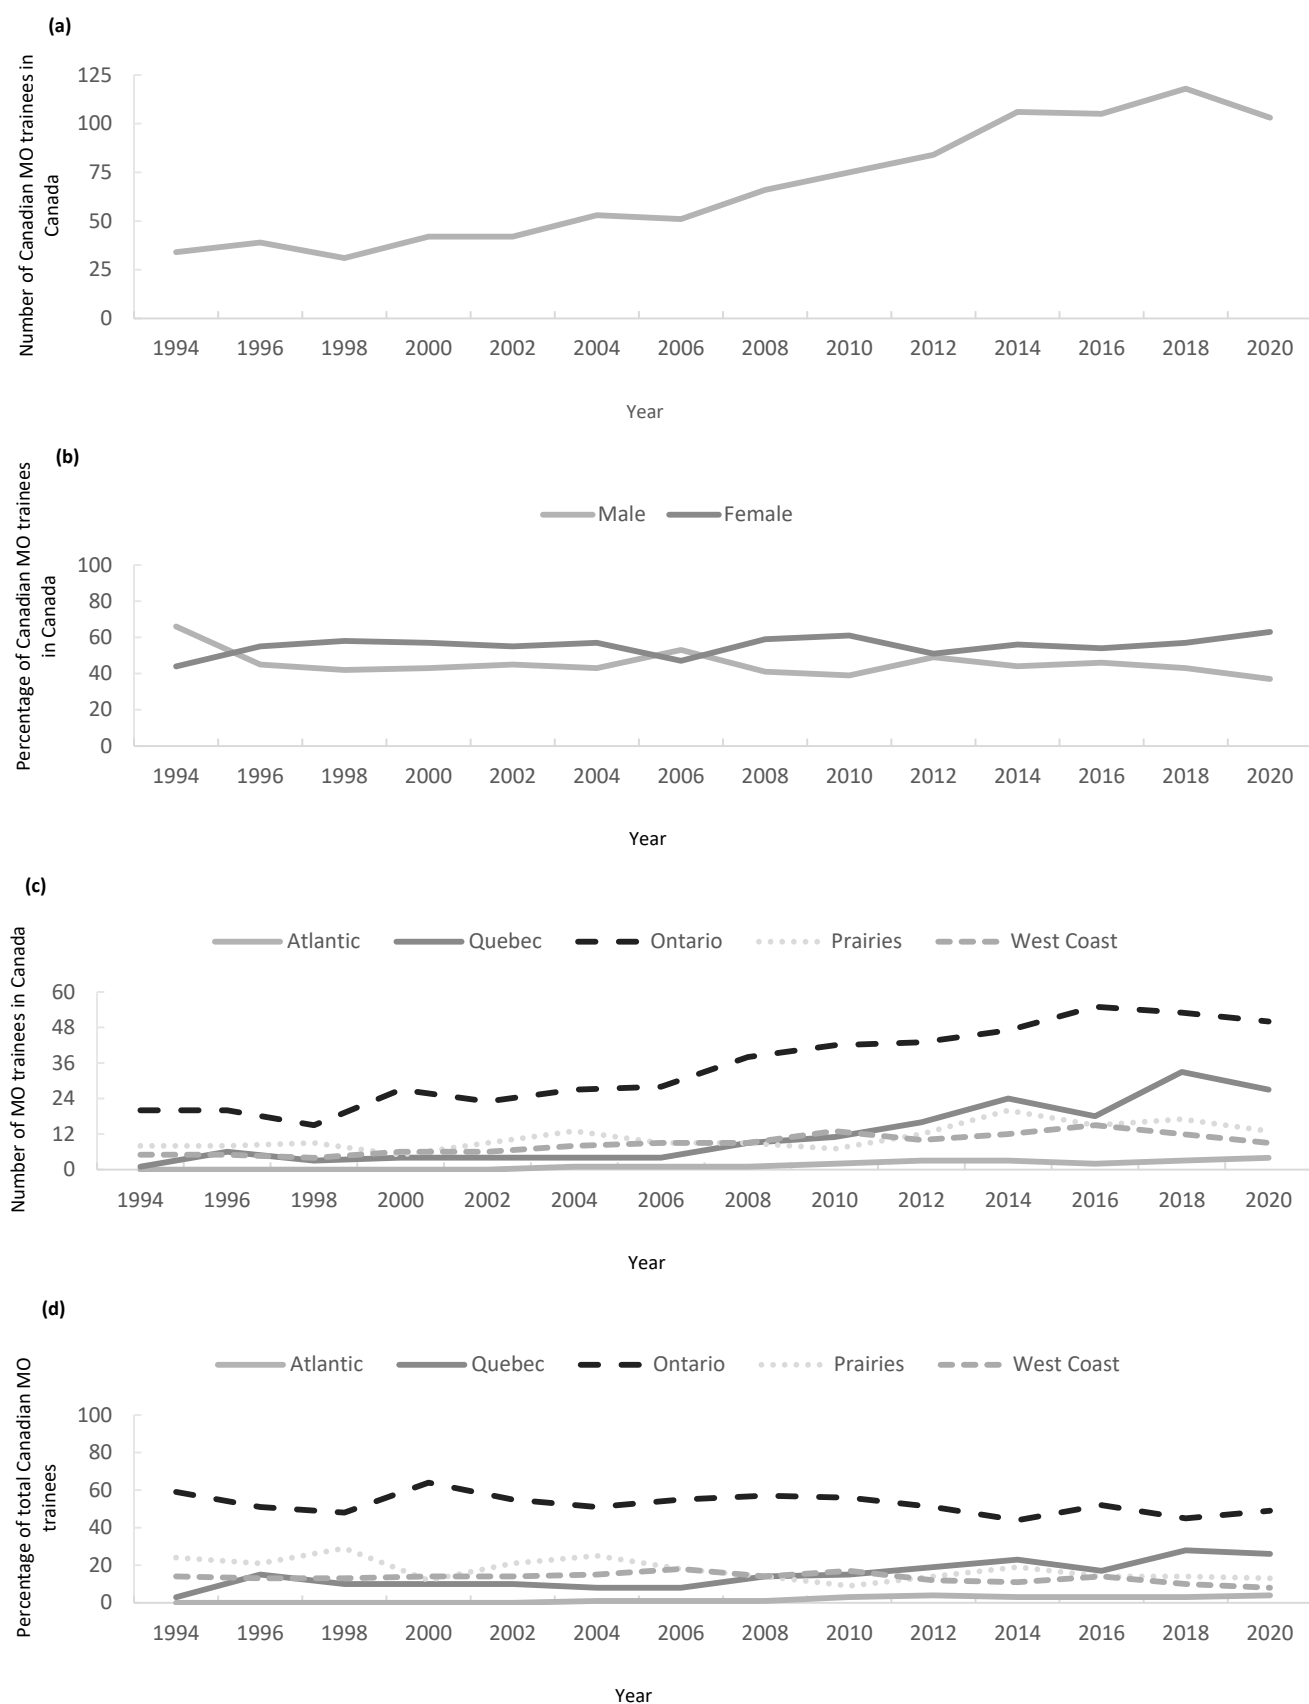 (a)
Number of Canadian MO trainees in
Canada
125
100
75
50
25
0
1994 1996 1998 2000 2002 2004 2006 2008 2010 2012 2014 2016 2018 2020
Year
(b)
Percentage of Canadian MO trainees
in Canada
Male Female
100
80
60
40
20
0
1994 1996 1998 2000 2002 2004 2006 2008 2010 2012 2014 2016 2018 2020
Year
(c)
Number of MO trainees in Canada
Atlantic Quebec Ontario Prairies West Coast
60
48
36
24
12
0
1994 1996 1998 2000 2002 2004 2006 2008 2010 2012 2014 2016 2018 2020
Year
(d)
Percentage of total Canadian MO
trainees
Atlantic Quebec Ontario Prairies West Coast
100
80
60
40
20
0
1994 1996 1998 2000 2002 2004 2006 2008 2010 2012 2014 2016 2018 2020
Year